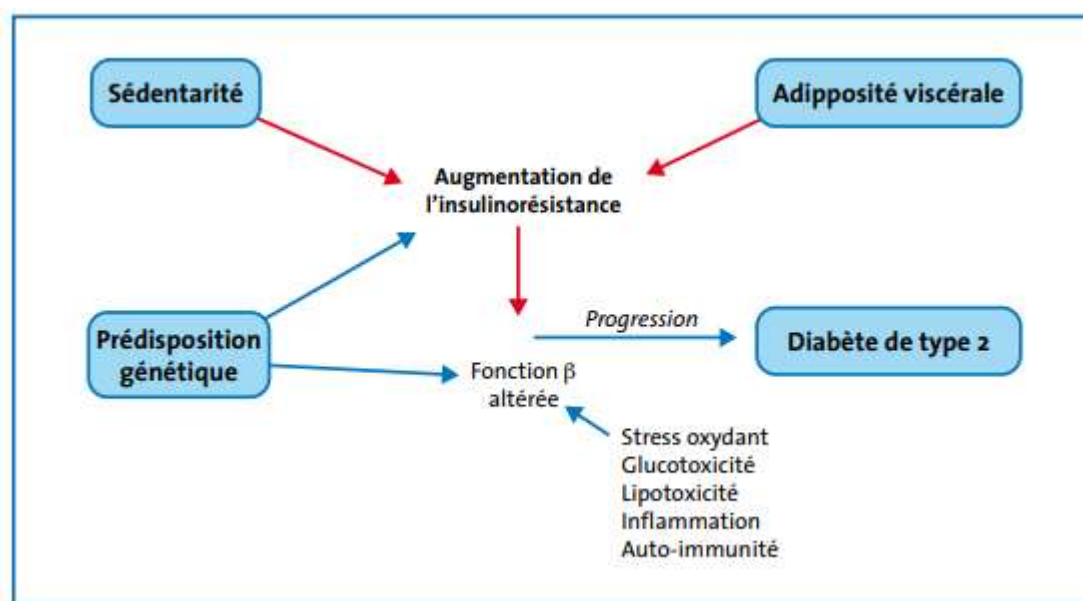 Sédentarité
Adipposité viscérale
Augmentation de
l'insulinorésistance
Prédisposition
génétique
Progression
Diabète de type 2
Fonction β
altérée
Stress oxydant
Glucotoxicité
Lipotoxicité
Inflammation
Auto-immunité